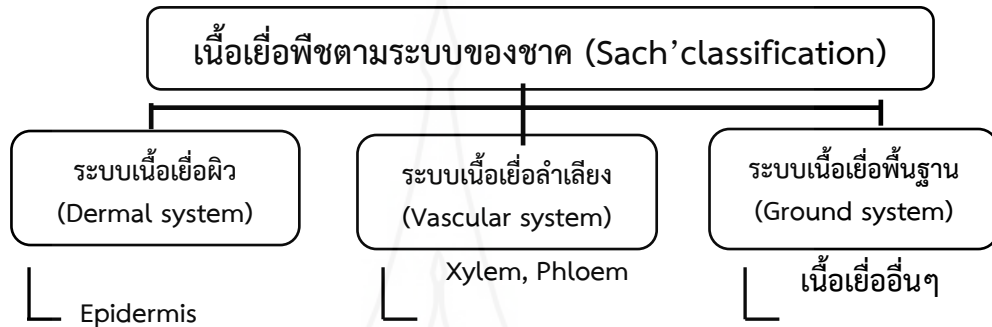 เนื้อเยื่อพืชตามระบบของชาค (Sach’classification)
ระบบเนื้อเยื่อผิว
(Dermal system)
Epidermis
ระบบเนื้อเยื่อลำเลียง
(Vascular system)
Xylem, Phloem
ระบบเนื้อเยื่อพื้นฐาน
(Ground system)
เนื้อเยื่ออื่นๆ